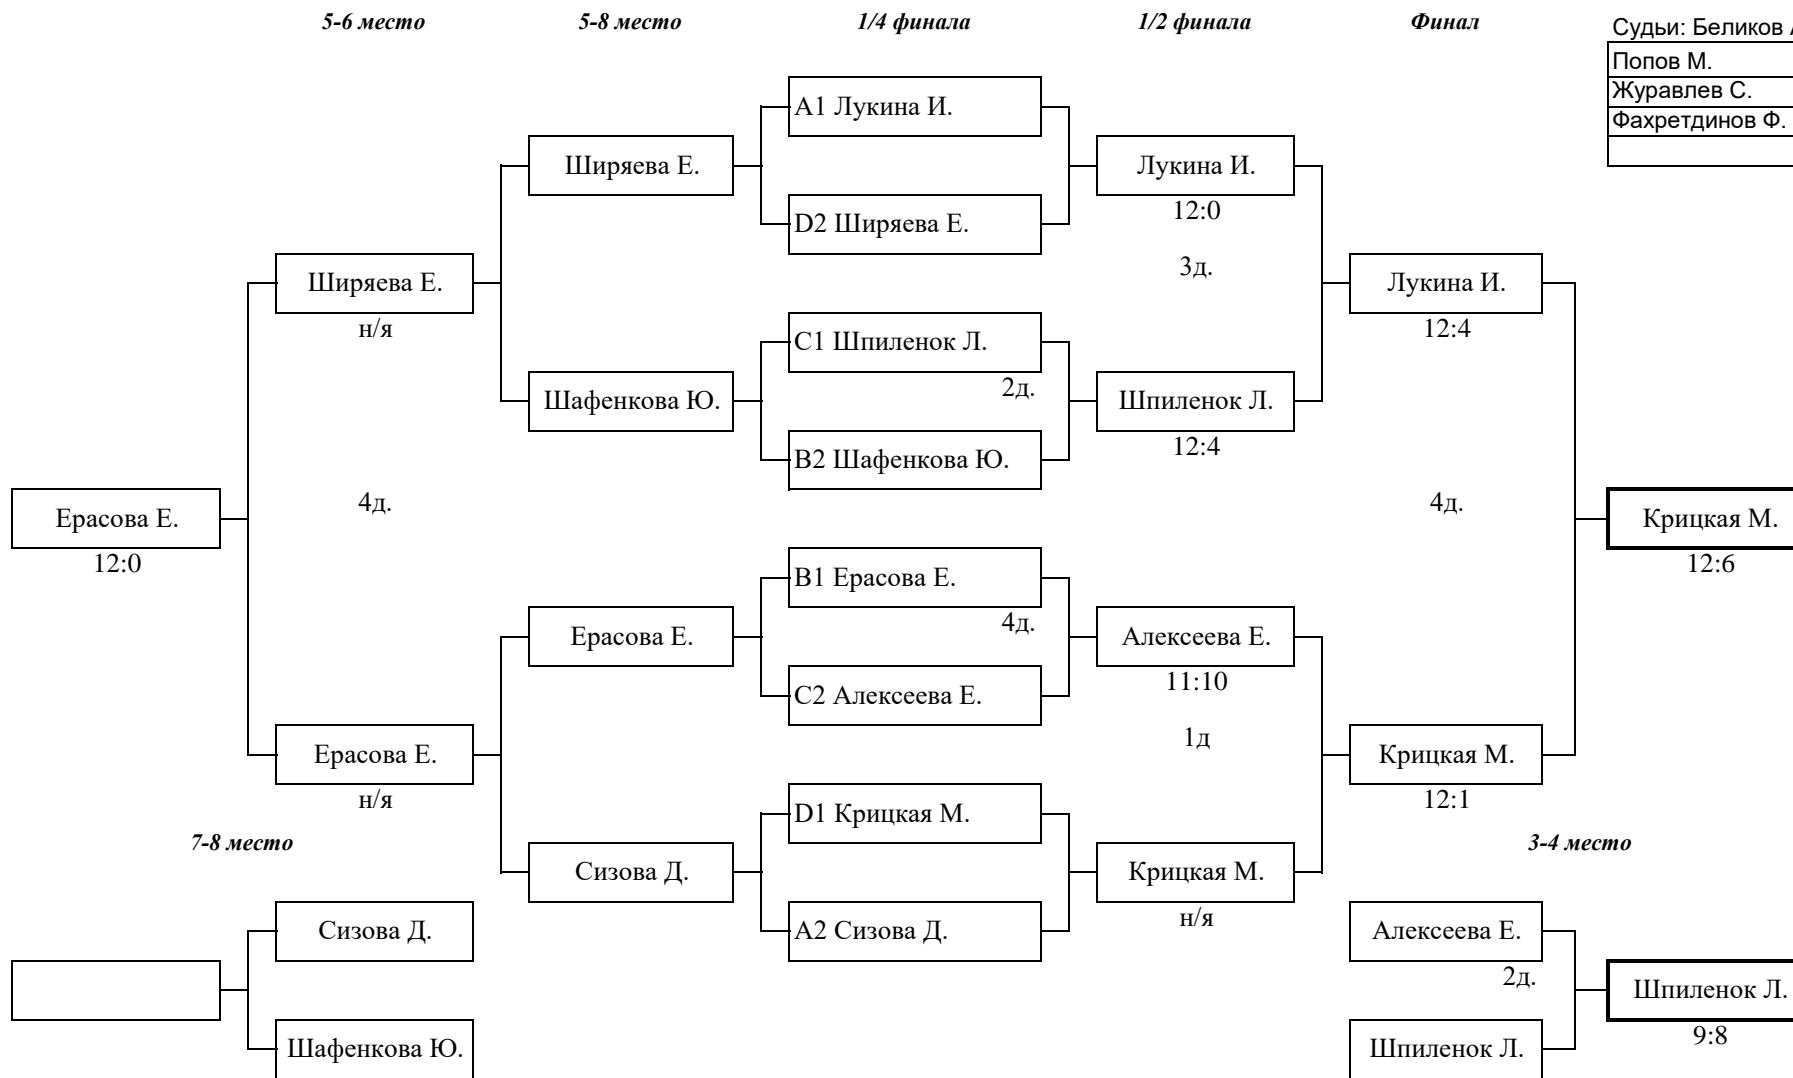 5-6 место 5-8 место 1/4 финала 1/2 финала Финал
Судьи: Беликов
Попов М.
Журавлев С.
Фахретдинов Ф.
A1 Лукина И.
Ширяева Е. Лукина И.
12:0
D2 Ширяева Е.
3д.
Ширяева Е. Лукина И.
н/я 12:4
C1 Шпиленок Л.
2д.
Шафенкова Ю. Шпиленок Л.
12:4
B2 Шафенкова Ю.
4д. 4д.
Ерасова Е. Крицкая М.
12:0 12:6
B1 Ерасова Е.
4д.
Ерасова Е. Алексеева Е.
11:10
C2 Алексеева Е.
1д
Ерасова Е. Крицкая М.
н/я 12:1
D1 Крицкая М.
7-8 место 3-4 место
Сизова Д. Крицкая М.
н/я
Сизова Д. A2 Сизова Д. Алексеева Е.
2д.
Шпиленок Л.
9:8
Шафенкова Ю. Шпиленок Л.